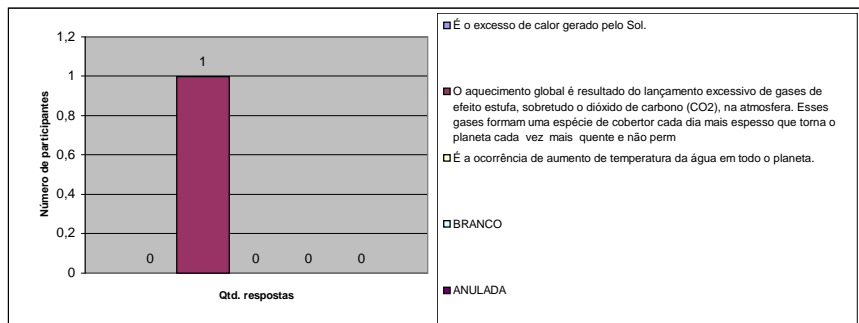 1,2
1
0,8
0,6
0,4
0,2
0
Número de participantes
1
0
0
0
0
Qtd. respostas
É o excesso de calor gerado pelo Sol.
O aquecimento global é resultado do lançamento excessivo de gases de
efeito estufa, sobretudo o dióxido de carbono (CO2), na atmosfera. Esses
gases formam uma espécie de cobertor cada dia mais espesso que torna o
planeta cada vez mais quente e não perm
É a ocorrência de aumento de temperatura da água em todo o planeta.
BRANCO
ANULADA